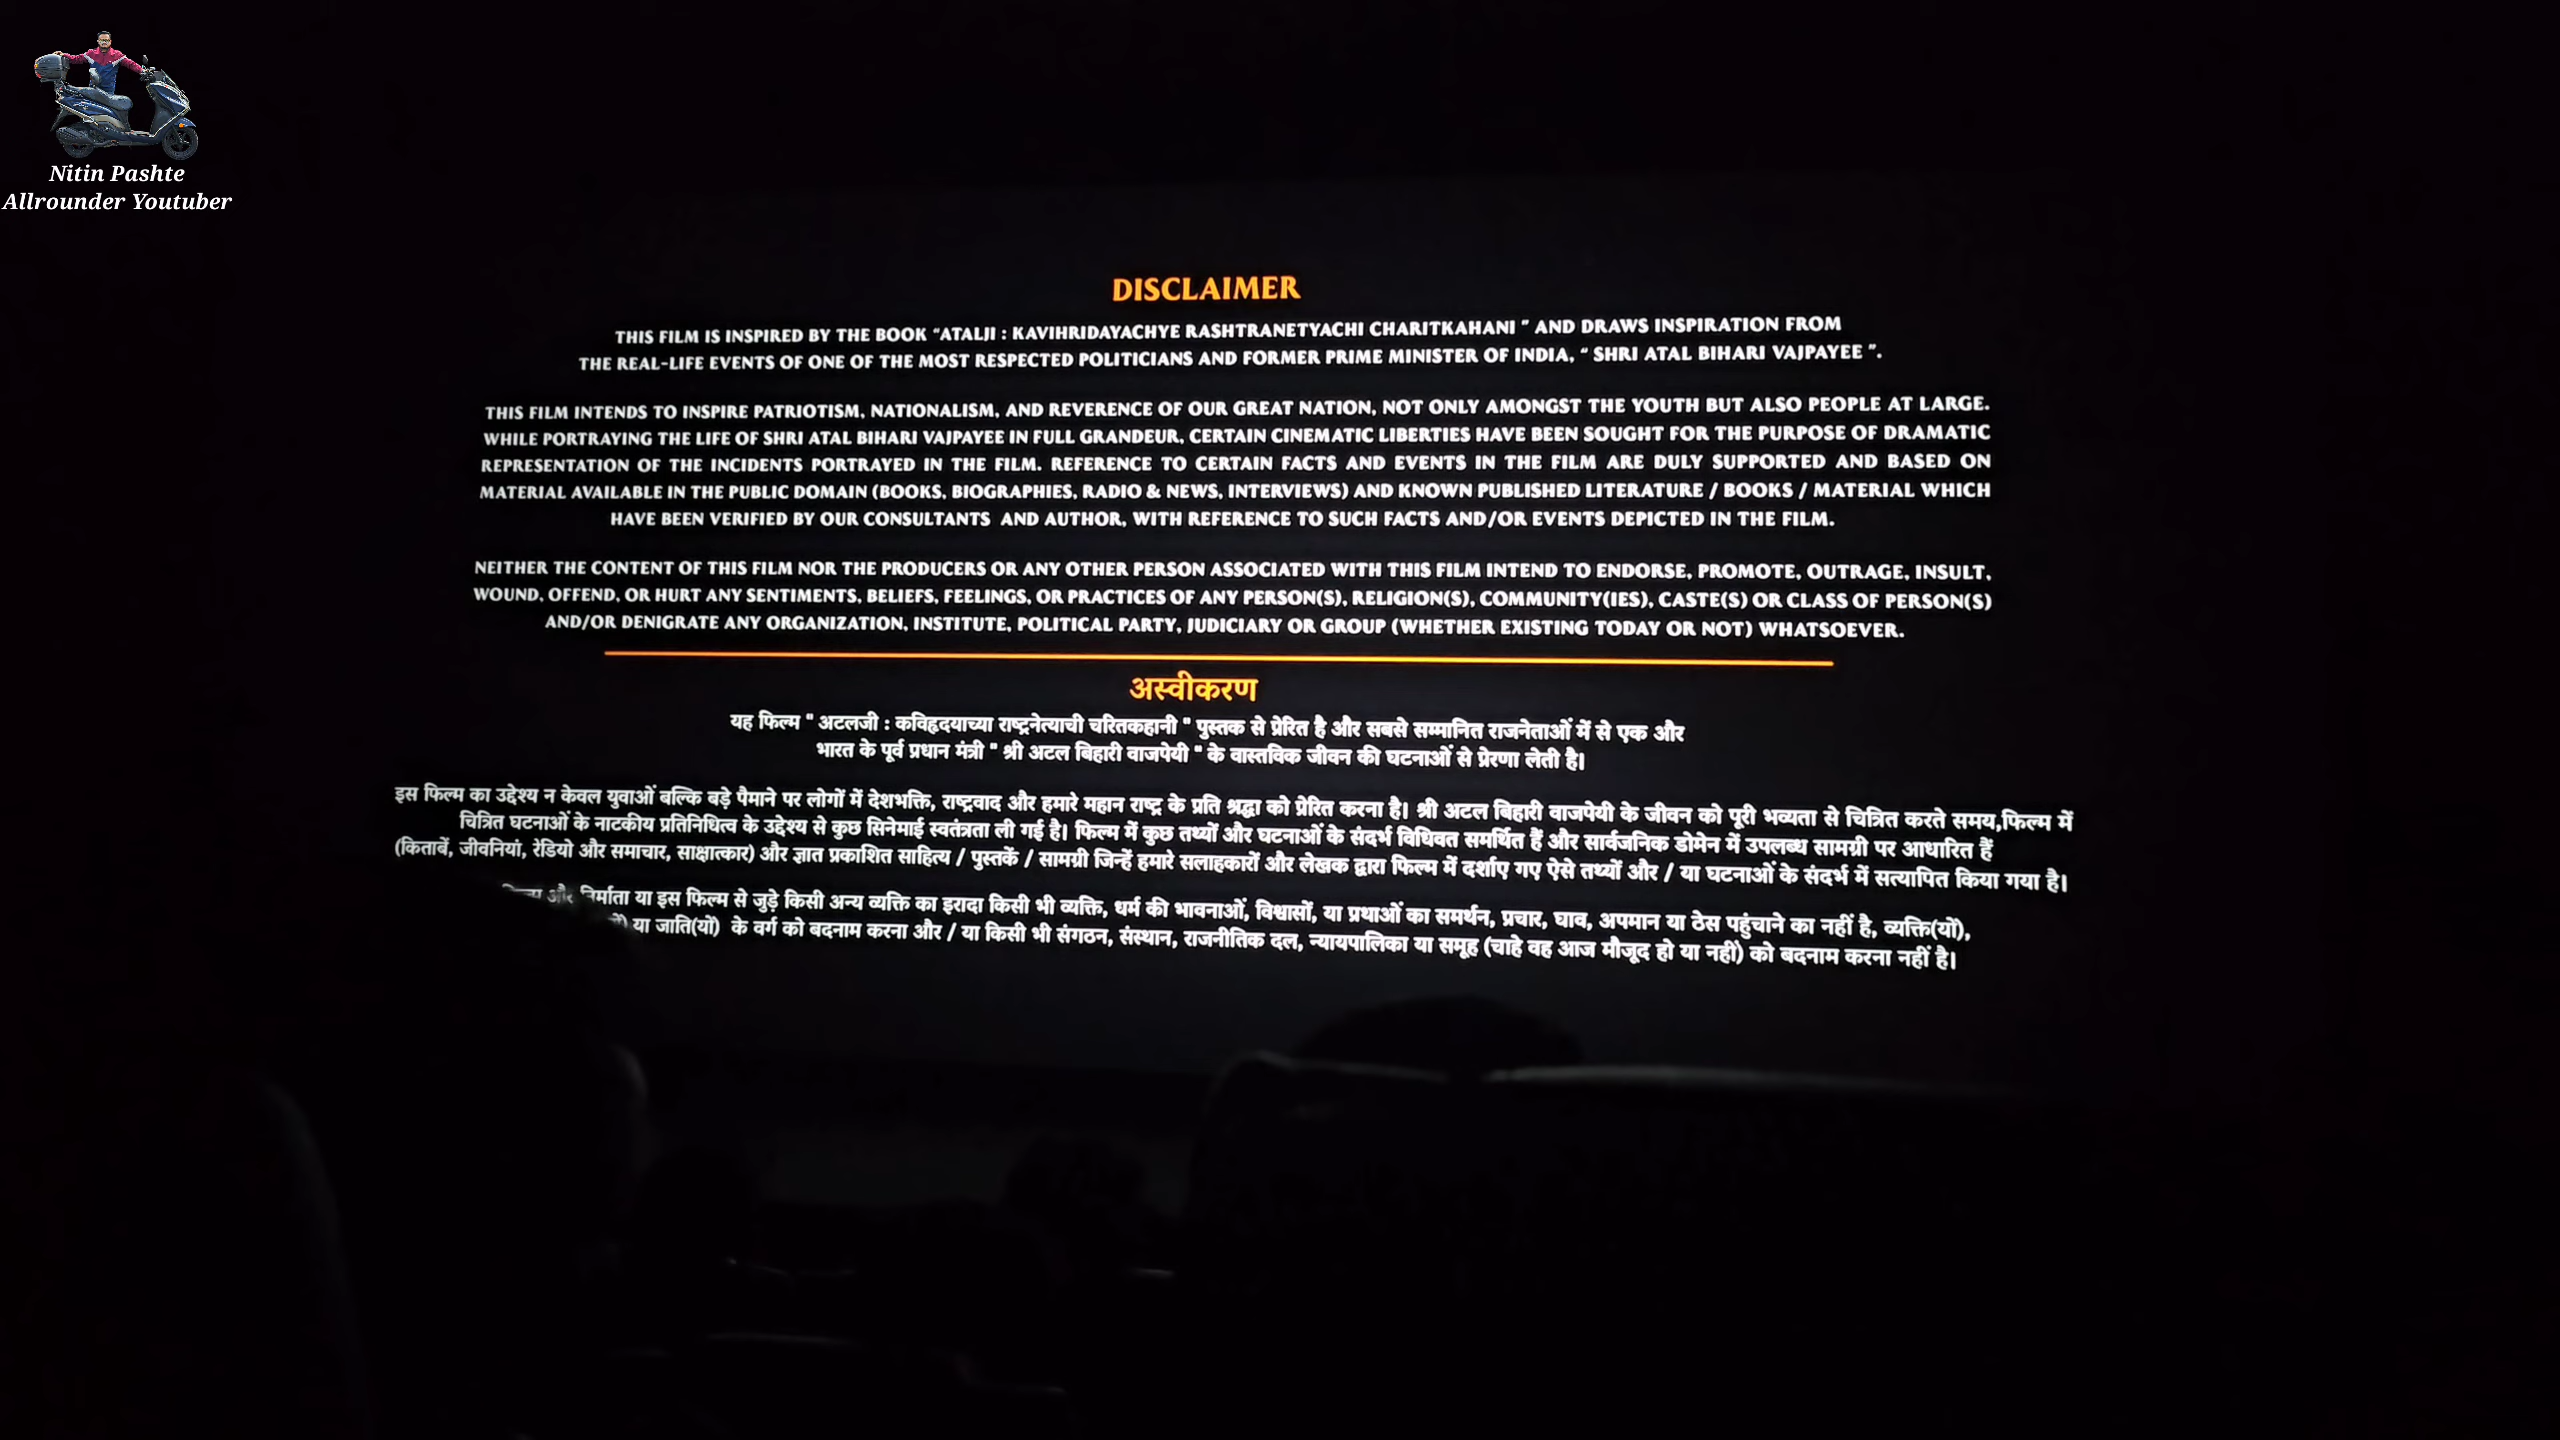 Nitin Pashte
Allrounder Youtuber
DISCLAIMER
THIS FILM IS INSPIRED BY THE BOOK "ATALJI : KAVIHRIDAYACHYE RASHTRANETYACHI CHARITKAHANI " AND DRAWS INSPIRATION FROM
THE REAL-LIFE EVENTS OF ONE OF THE MOST RESPECTED POLITICIANS AND FORMER PRIME MINISTER OF INDIA, " SHRI ATAL BIHARI VAJPAYEE ".
THIS FILM INTENDS TO INSPIRE PATRIOTISM, NATIONALISM, AND REVERENCE OF OUR GREAT NATION, NOT ONLY AMONGST THE YOUTH BUT ALSO PEOPLE AT LARGE.
WHILE PORTRAYING THE LIFE OF SHRI ATAL BIHARI VAJPAYEE IN FULL GRANDEUR, CERTAIN CINEMATIC LIBERTIES HAVE BEEN SOUGHT FOR THE PURPOSE OF DRAMATIC
REPRESENTATION OF THE INCIDENTS PORTRAYED IN THE FILM. REFERENCE TO CERTAIN FACTS AND EVENTS IN THE FILM ARE DULY SUPPORTED AND BASED ON
MATERIAL AVAILABLE IN THE PUBLIC DOMAIN (BOOKS, BIOGRAPHIES, RADIO & NEWS, INTERVIEWS) AND KNOWN PUBLISHED LITERATURE / BOOKS / MATERIAL WHICH
HAVE BEEN VERIFIED BY OUR CONSULTANTS AND AUTHOR, WITH REFERENCE TO SUCH FACTS AND/OR EVENTS DEPICTED IN THE FILM.
NEITHER THE CONTENT OF THIS FILM NOR THE PRODUCERS OR ANY OTHER PERSON ASSOCIATED WITH THIS FILM INTEND TO ENDORSE, PROMOTE, OUTRAGE, INSULT,
WOUND, OFFEND, OR HURT ANY SENTIMENTS, BELIEFS, FEELINGS, OR PRACTICES OF ANY PERSON(S), RELIGION(S), COMMUNITY(IES), CASTE(S) OR CLASS OF PERSON(S)
AND/OR DENIGRATE ANY ORGANIZATION, INSTITUTE, POLITICAL PARTY, JUDICIARY OR GROUP (WHETHER EXISTING TODAY OR NOT) WHATSOEVER.
अस्वीकरण
यह फिल्म " अटलजी : कविहृदयाच्या राष्ट्रनेत्याची चरितकहानी " पुस्तक से प्रेरित है और सबसे सम्मानित राजनेताओं में से एक और
भारत के पूर्व प्रधान मंत्री " श्री अटल बिहारी वाजपेयी " के वास्तविक जीवन की घटनाओं से प्रेरणा लेती है।
इस फिल्म का उद्देश्य न केवल युवाओं बल्कि बड़े पैमाने पर लोगों में देशभक्ति, राष्ट्रवाद और हमारे महान राष्ट्र के प्रति श्रद्धा को प्रेरित करना है। श्री अटल बिहारी वाजपेयी के जीवन को पूरी भव्यता से चित्रित करते समय,फिल्म में
चित्रित घटनाओं के नाटकीय प्रतिनिधित्व के उद्देश्य से कुछ सिनेमाई स्वतंत्रता ली गई है। फिल्म में कुछ तथ्यों और घटनाओं के संदर्भ विधिवत समर्थित हैं और सार्वजनिक डोमेन में उपलब्ध सामग्री पर आधारित हैं
(किताबें, जीवनियां, रेडियो और समाचार, साक्षात्कार) और ज्ञात प्रकाशित साहित्य / पुस्तकें / सामग्री जिन्हें हमारे सलाहकारों और लेखक द्वारा फिल्म में दर्शाए गए ऐसे तथ्यों और / या घटनाओं के संदर्भ में सत्यापित किया गया है।
और निर्माता या इस फिल्म से जुड़े किसी अन्य व्यक्ति का इरादा किसी भी व्यक्ति, धर्म की भावनाओं, विश्वासों, या प्रथाओं का समर्थन, प्रचार, घाव, अपमान या ठेस पहुंचाने का नहीं है, व्यक्ति(यों),
या जाति(यों) के वर्ग को बदनाम करना और / या किसी भी संगठन, संस्थान, राजनीतिक दल, न्यायपालिका या समूह (चाहे वह आज मौजूद हो या नहीं) को बदनाम करना नहीं है।